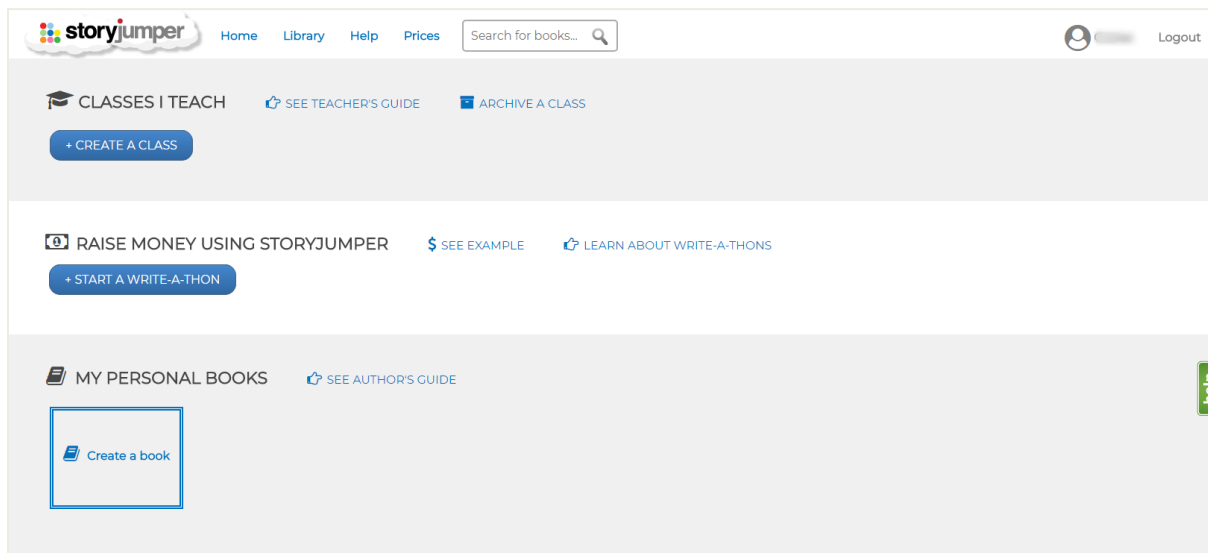 storyjumper Home Library Help Prices Search for books... Logout
CLASSES I TEACH SEE TEACHER'S GUIDE ARCHIVE A CLASS
+ CREATE A CLASS
RAISE MONEY USING STORYJUMPER $ SEE EXAMPLE LEARN ABOUT WRITE-A-THONS
+ START A WRITE-A-THON
MY PERSONAL BOOKS SEE AUTHOR'S GUIDE
Create a book